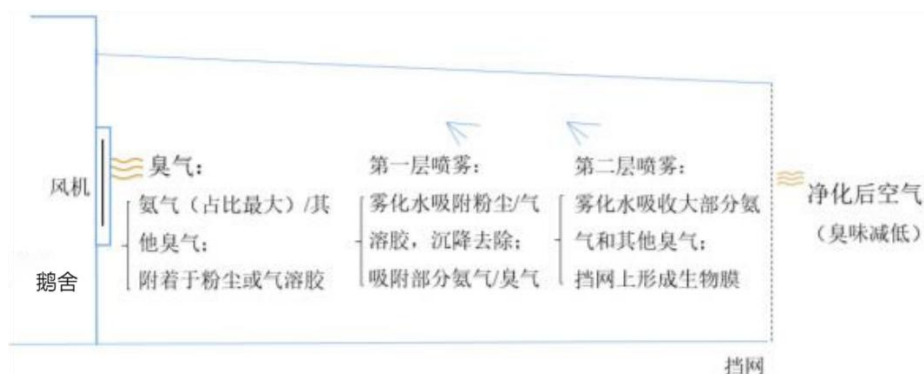 风机
鹅舍
臭气：
氨气（占比最大）/其
他臭气；
附着于粉尘或气溶胶
第一层喷雾：
雾化水吸附粉尘/气
溶胶，沉降去除；
吸附部分氨气/臭气
第二层喷雾：
雾化水吸收大部分氨
气和其他臭气；
挡网上形成生物膜
净化后空气
（臭味减低）
挡网